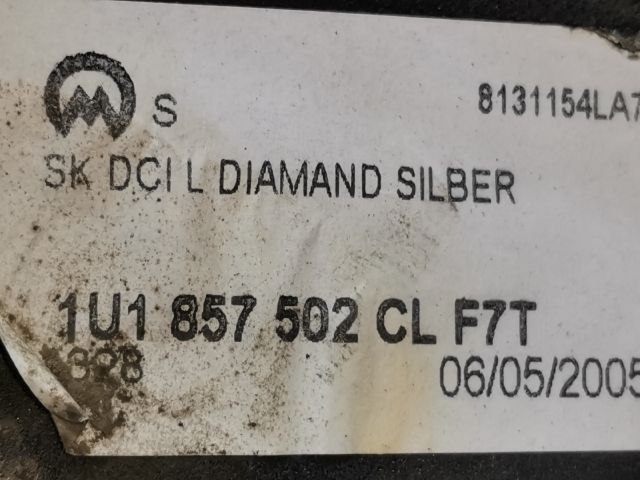 S 8131154LA7
SK DCI L DIAMAND SILBER
1U1 857 502 CL F7T
06/05/2005